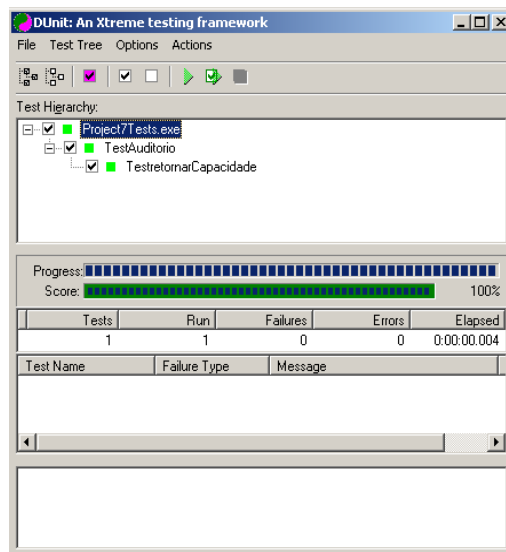 DUnit: An Xtreme testing framework
File Test Tree Options Actions
Test Hierarchy:
Project7Tests.exe
TestAuditorio
TestretornarCapacidade
Progress:
Score: 100%
Tests Run Failures Errors Elapsed
1 1 0 0 0:00:00.004
Test Name Failure Type Message